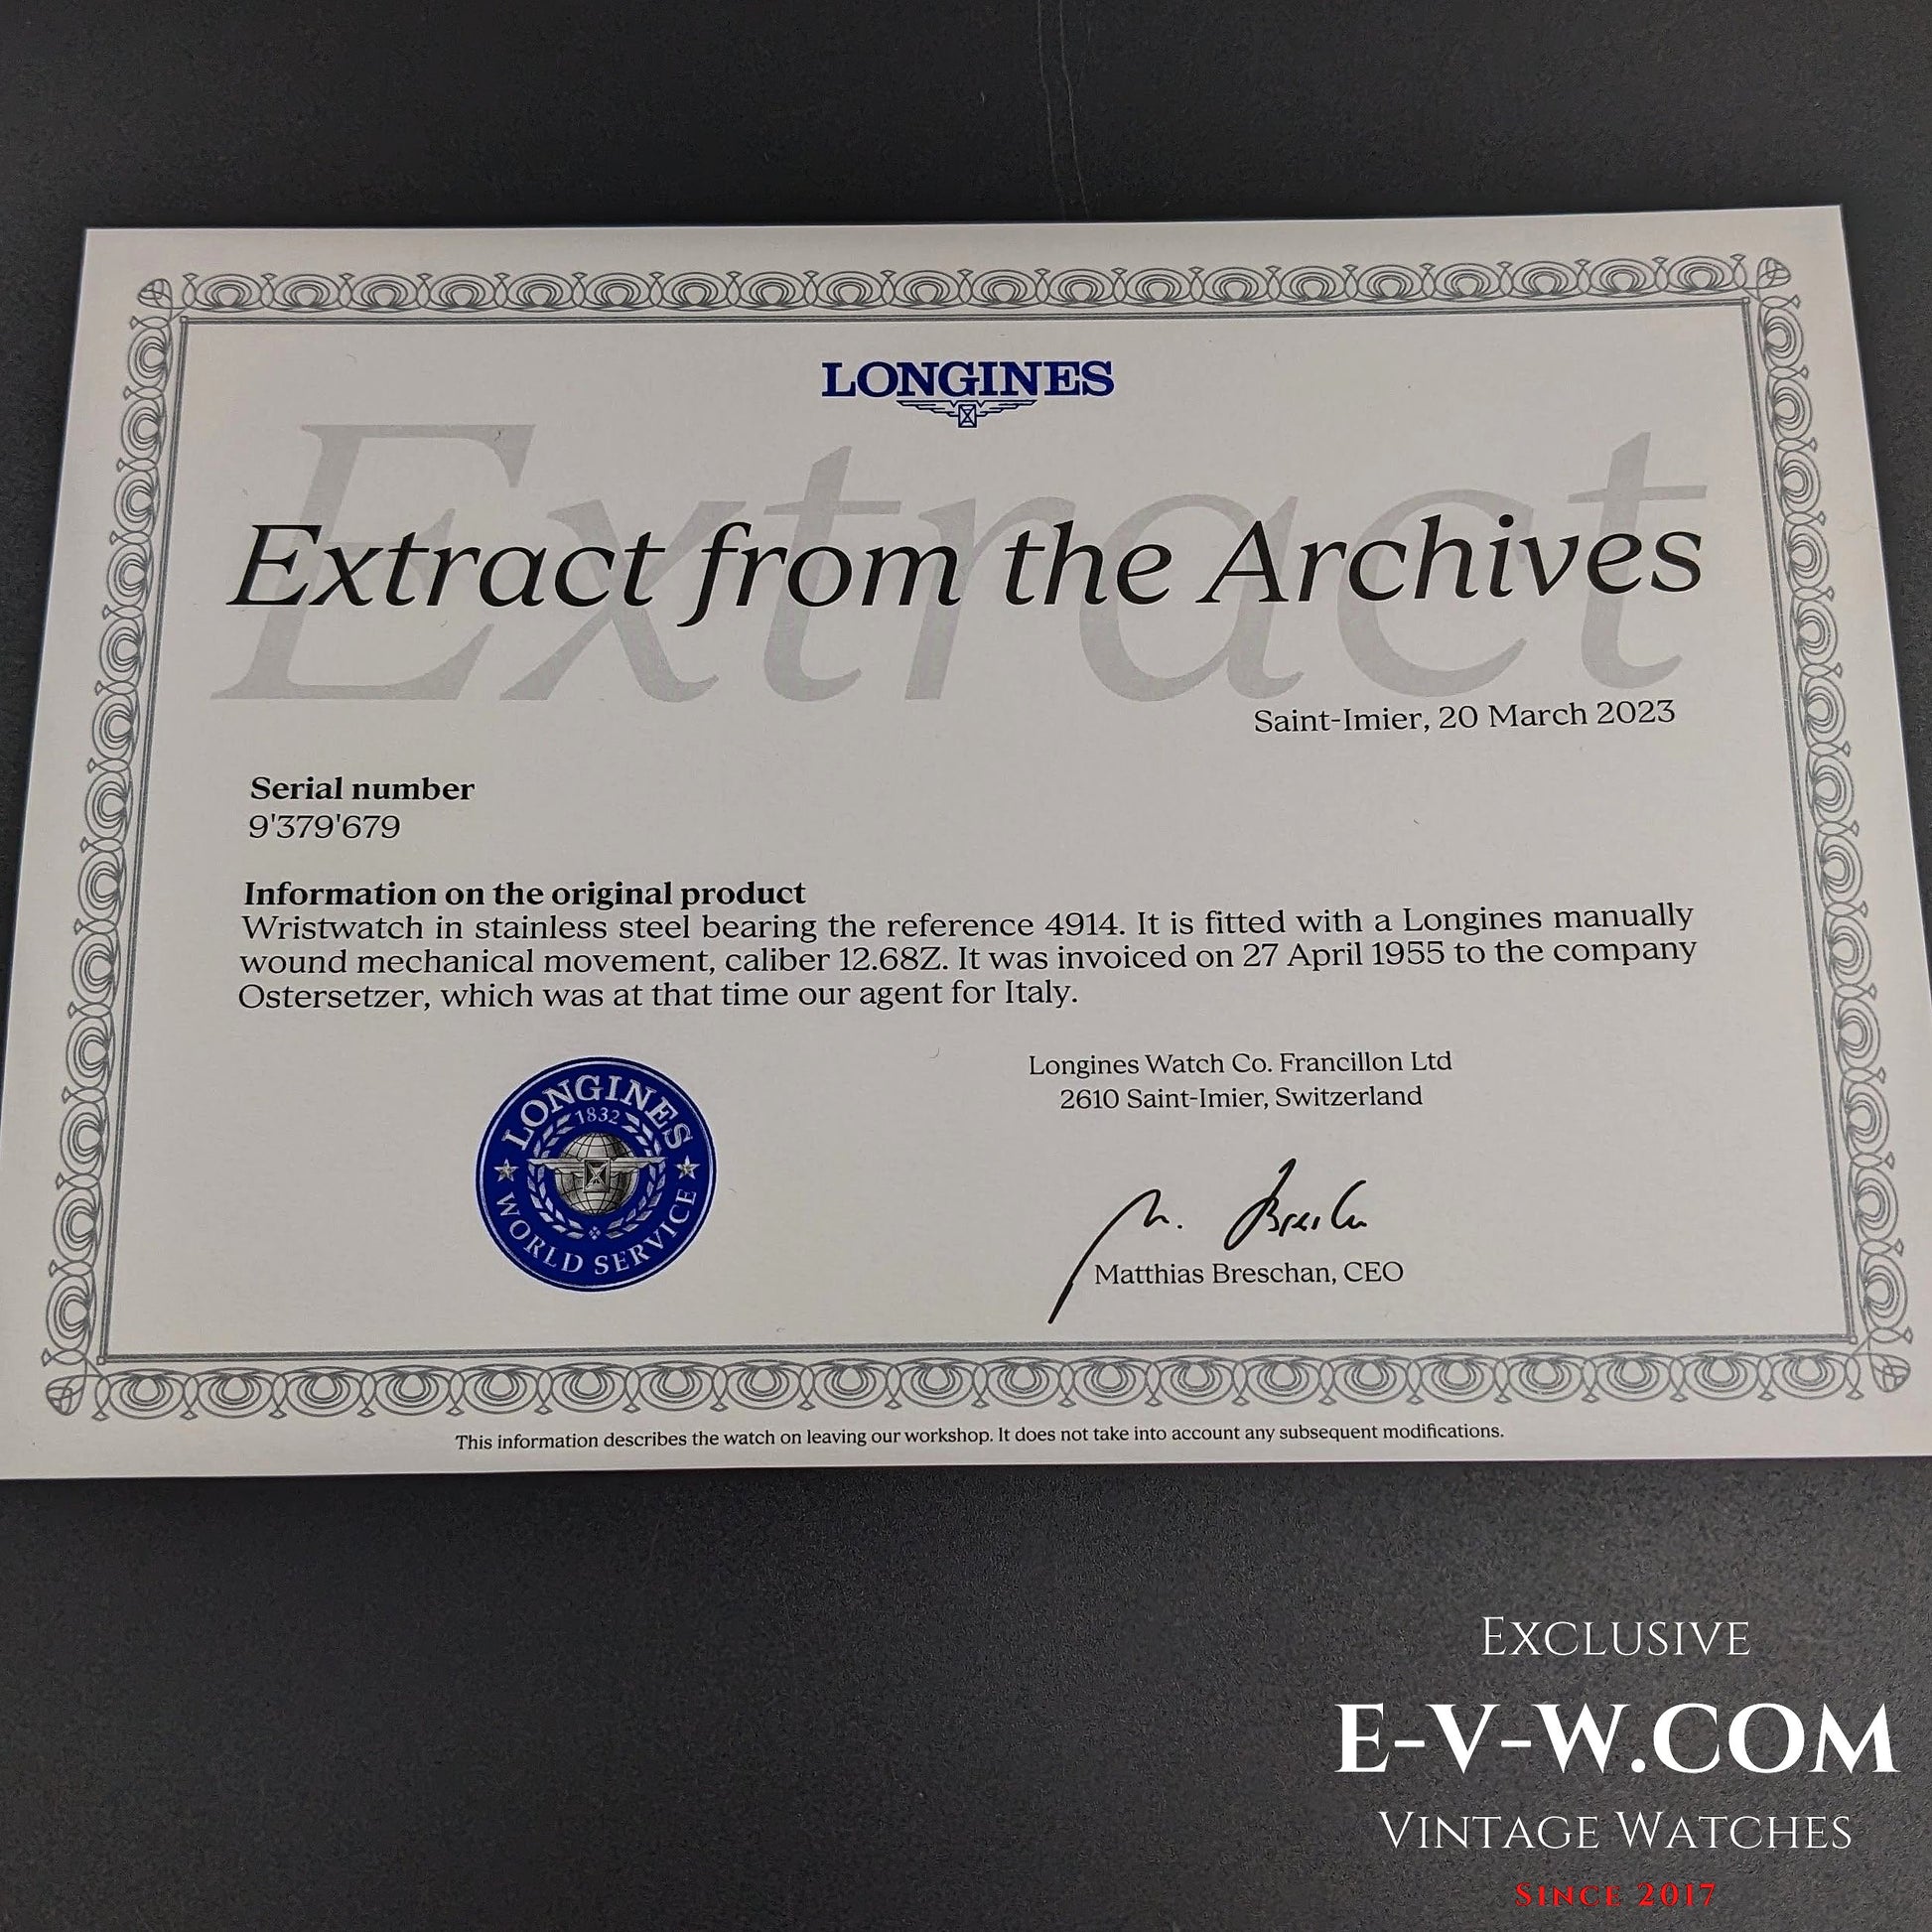 LONGINES
Extract
Extract from the Archives
Saint-Imier, 20 March 2023
Serial number
9'379'679
Information on the original product
Wristwatch in stainless steel bearing the reference 4914. It is fitted with a Longines manually
wound mechanical movement, caliber 12.68Z. It was invoiced on 27 April 1955 to the company
Ostersetzer, which was at that time our agent for Italy.
Longines Watch Co. Francillon Ltd
2610 Saint-Imier, Switzerland
LONGINES
1832
WORLD SERVICE
M. Breschan
Matthias Breschan, CEO
This information describes the watch on leaving our workshop. It does not take into account any subsequent modifications.
EXCLUSIVE
E-V-W.COM
VINTAGE WATCHES
SINCE 2017